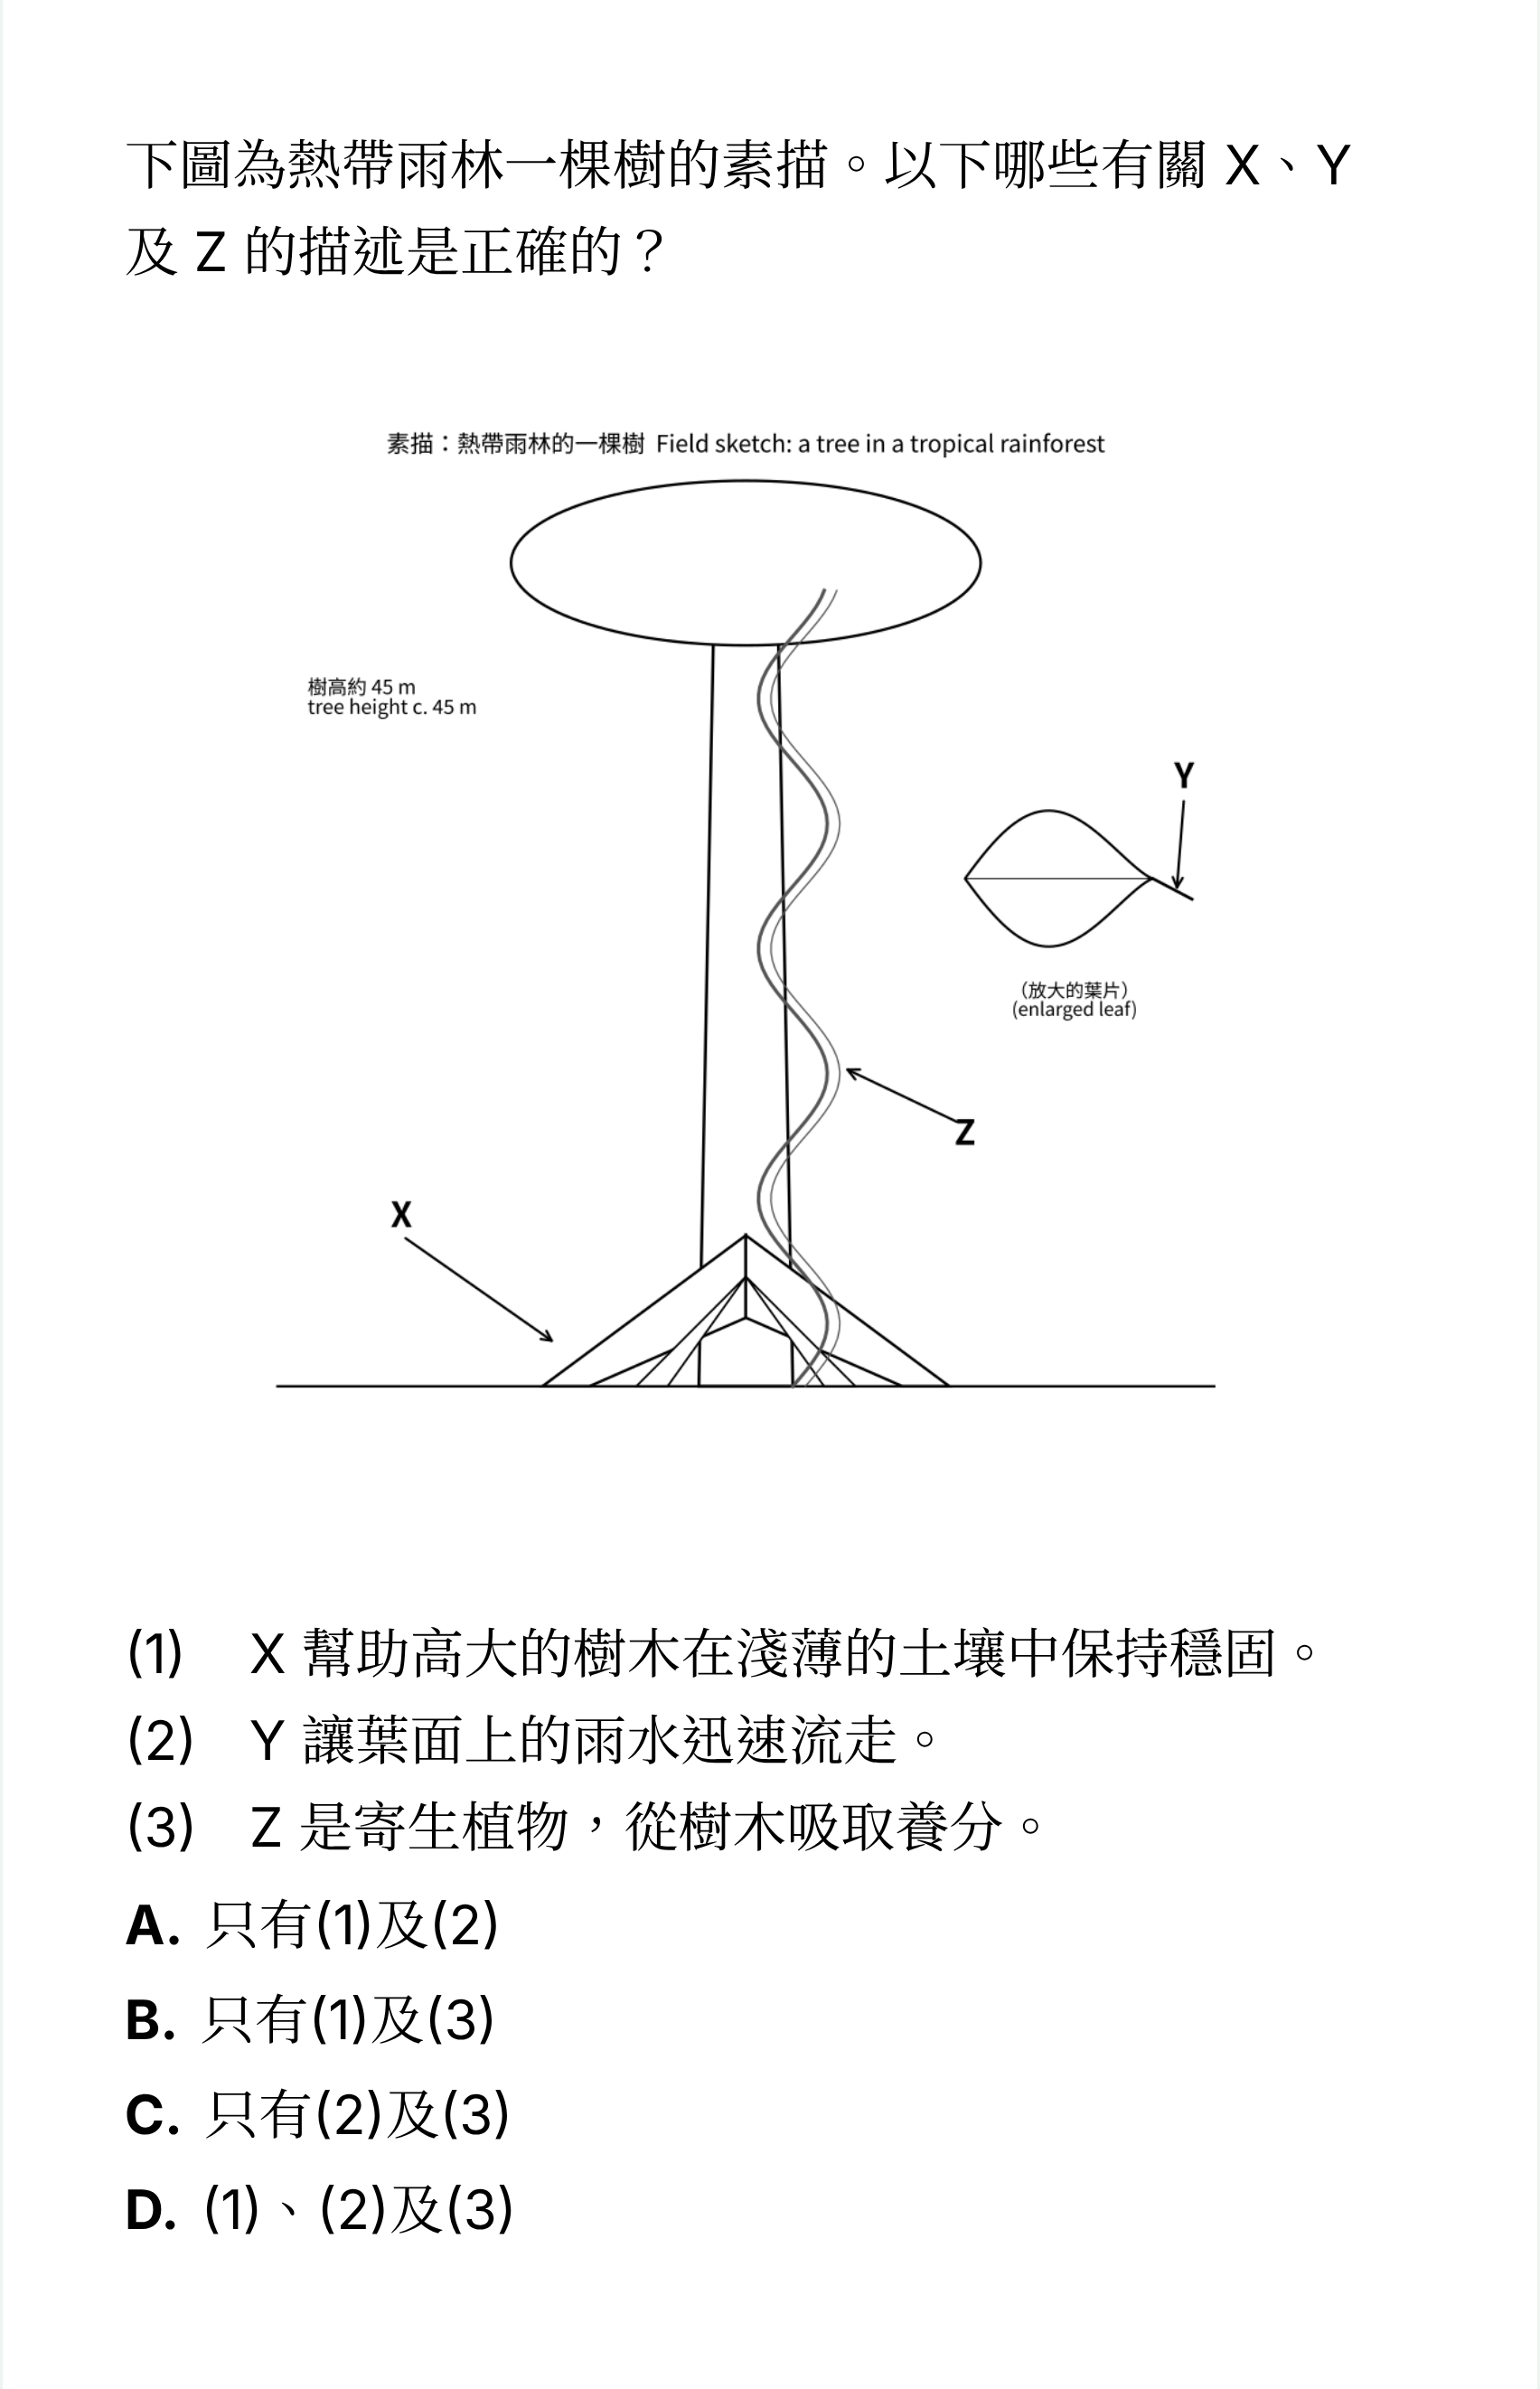 下圖為熱帶雨林一棵樹的素描。以下哪些有關 X、Y
及 Z 的描述是正確的？
素描：熱帶雨林的一棵樹 Field sketch: a tree in a tropical rainforest
樹高約 45 m
tree height c. 45 m
Y
（放大的葉片）
(enlarged leaf)
Z
X
(1) X 幫助高大的樹木在淺薄的土壤中保持穩固。
(2) Y 讓葉面上的雨水迅速流走。
(3) Z 是寄生植物，從樹木吸取養分。
A. 只有(1)及(2)
B. 只有(1)及(3)
C. 只有(2)及(3)
D. (1)、(2)及(3)